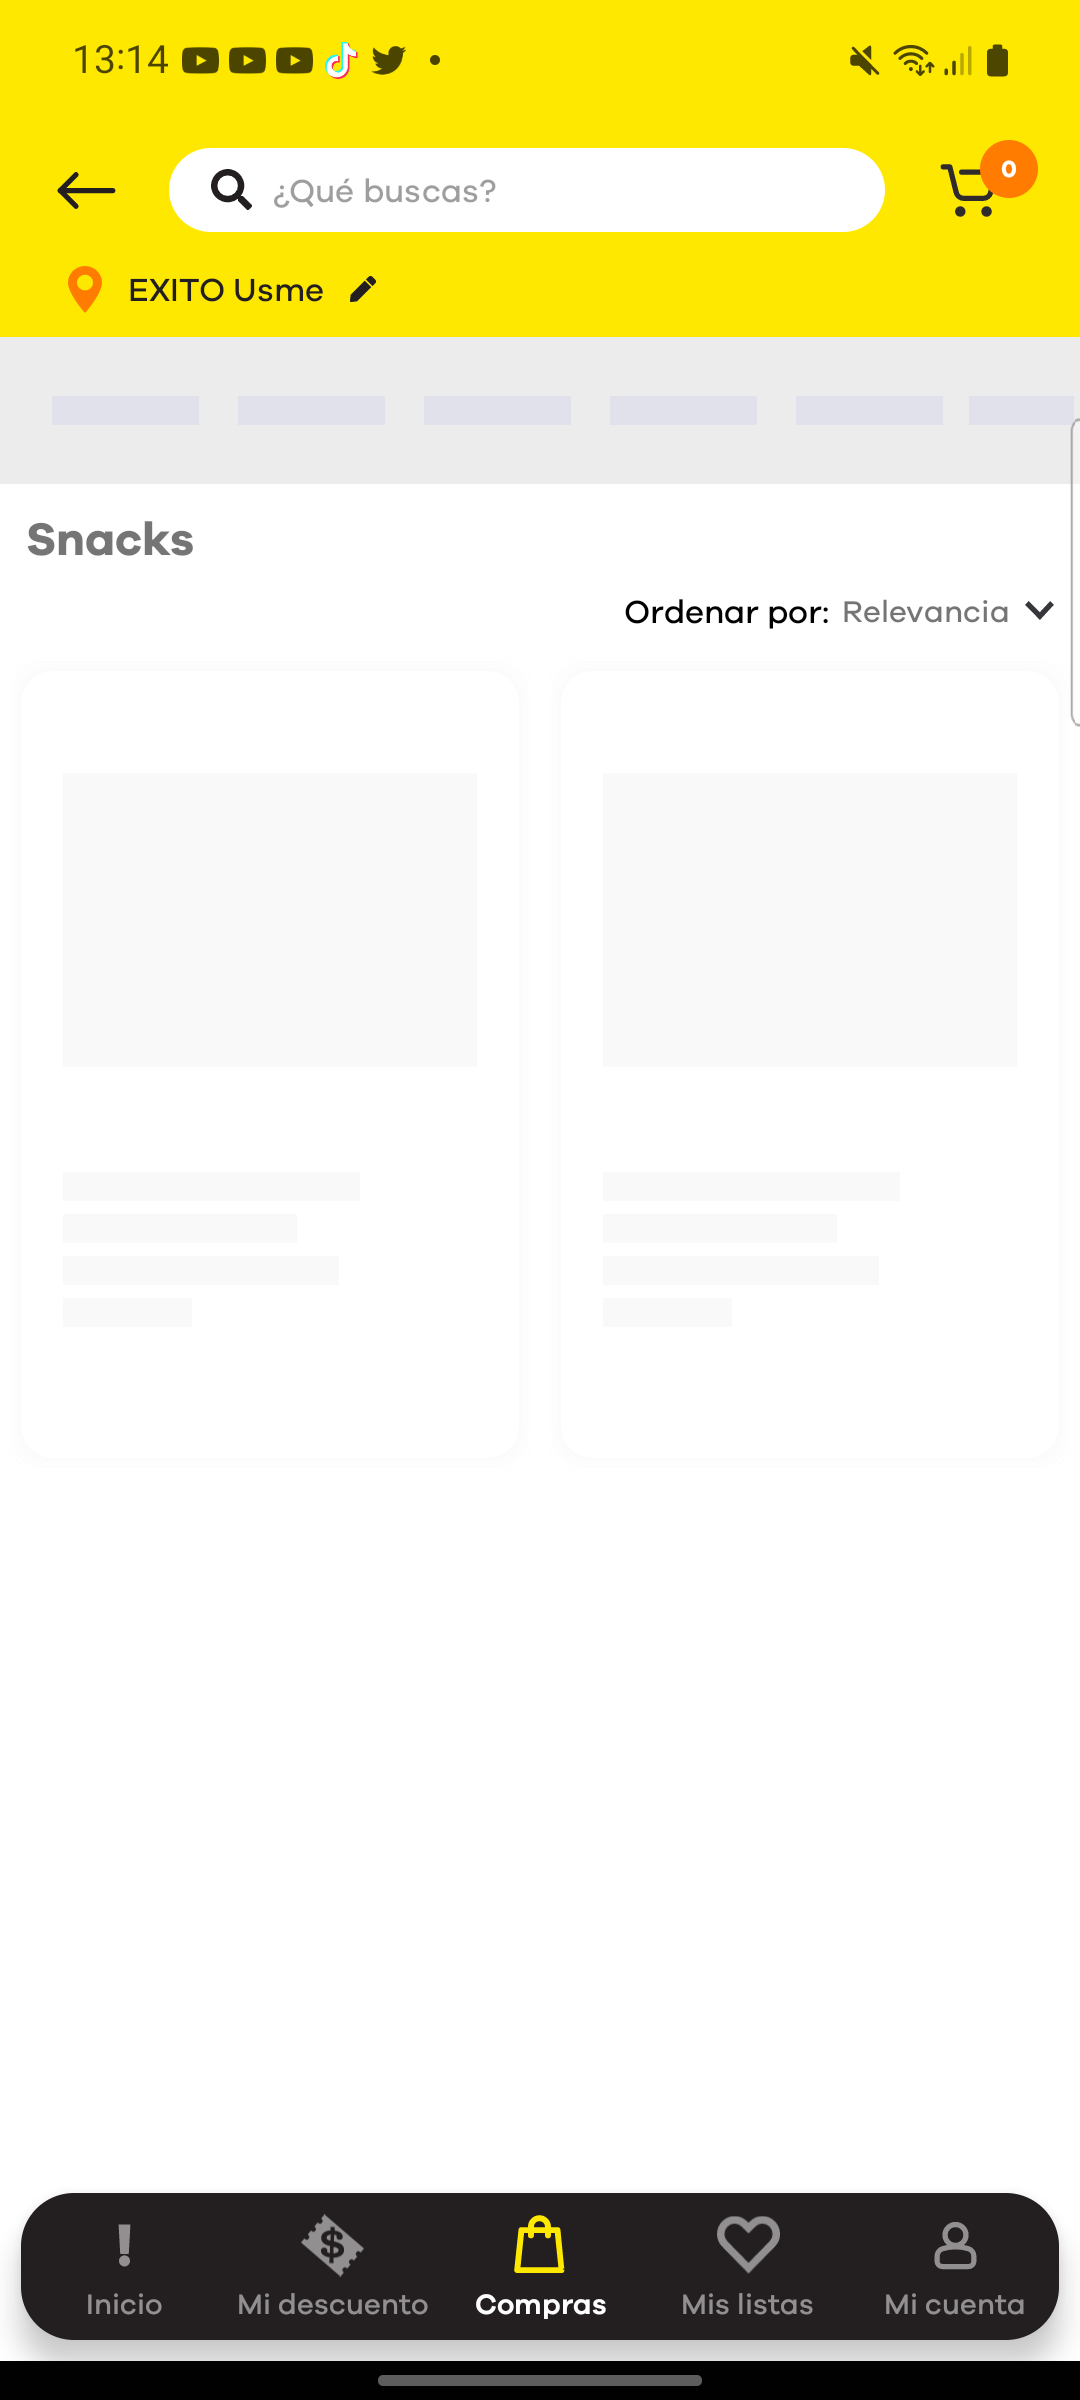 13:14
¿Qué buscas?
0
EXITO Usme
Snacks
Ordenar por: Relevancia
Inicio
Mi descuento
Compras
Mis listas
Mi cuenta